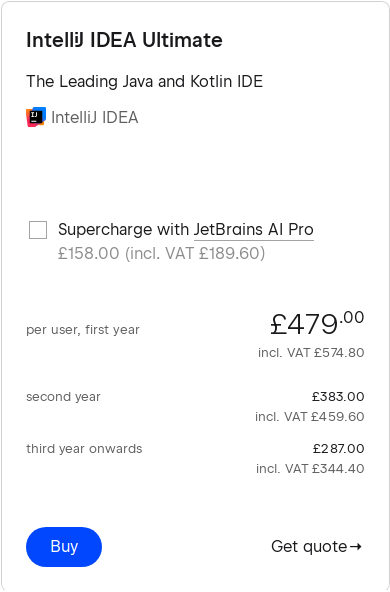 IntelliJ IDEA Ultimate
The Leading Java and Kotlin IDE
IJ IntelliJ IDEA
Supercharge with JetBrains AI Pro
£158.00 (incl. VAT £189.60)
per user, first year £479.00
incl. VAT £574.80
second year £383.00
incl. VAT £459.60
third year onwards £287.00
incl. VAT £344.40
Buy Get quote→